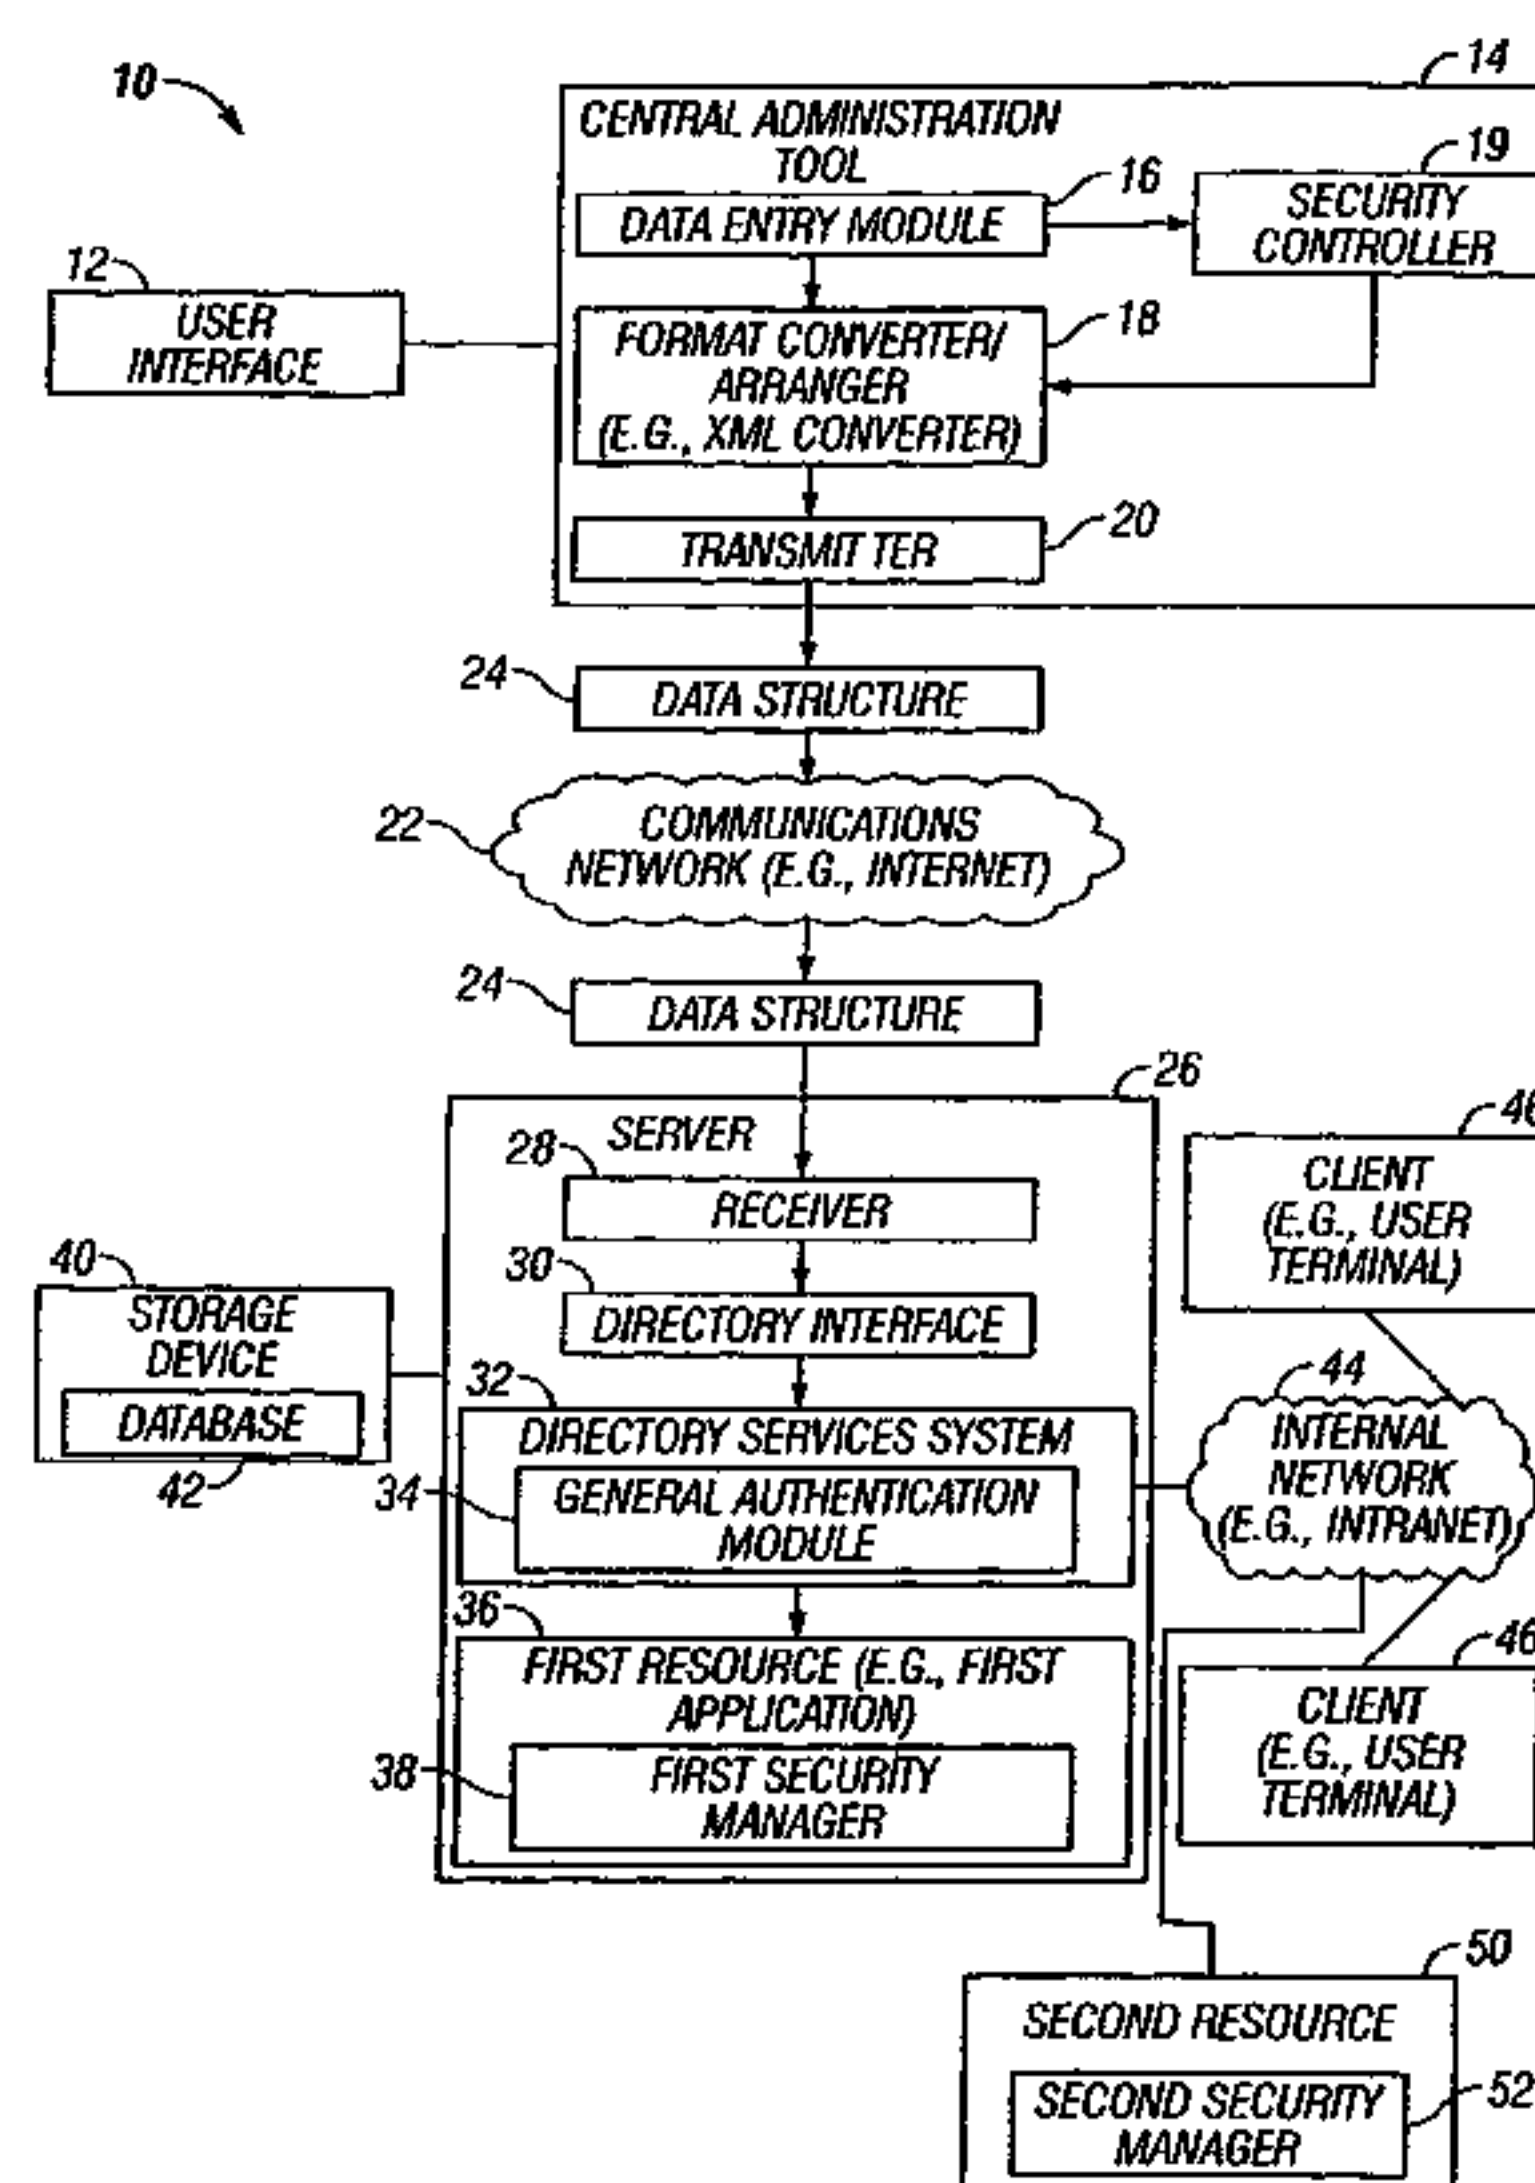 10
14
CENTRAL ADMINISTRATION
TOOL
16
DATA ENTRY MODULE
19
SECURITY
CONTROLLER
12
USER
INTERFACE
18
FORMAT CONVERTER/
ARRANGER
(E.G., XML CONVERTER)
20
TRANSMITTER
24
DATA STRUCTURE
22
COMMUNICATIONS
NETWORK (E.G., INTERNET)
24
DATA STRUCTURE
26
SERVER
28
RECEIVER
46
CLIENT
(E.G., USER
TERMINAL)
30
DIRECTORY INTERFACE
40
STORAGE
DEVICE
DATABASE
42
32
DIRECTORY SERVICES SYSTEM
34
GENERAL AUTHENTICATION
MODULE
44
INTERNAL
NETWORK
(E.G., INTRANET)
36
FIRST RESOURCE (E.G., FIRST
APPLICATION)
38
FIRST SECURITY
MANAGER
46
CLIENT
(E.G., USER
TERMINAL)
50
SECOND RESOURCE
52
SECOND SECURITY
MANAGER